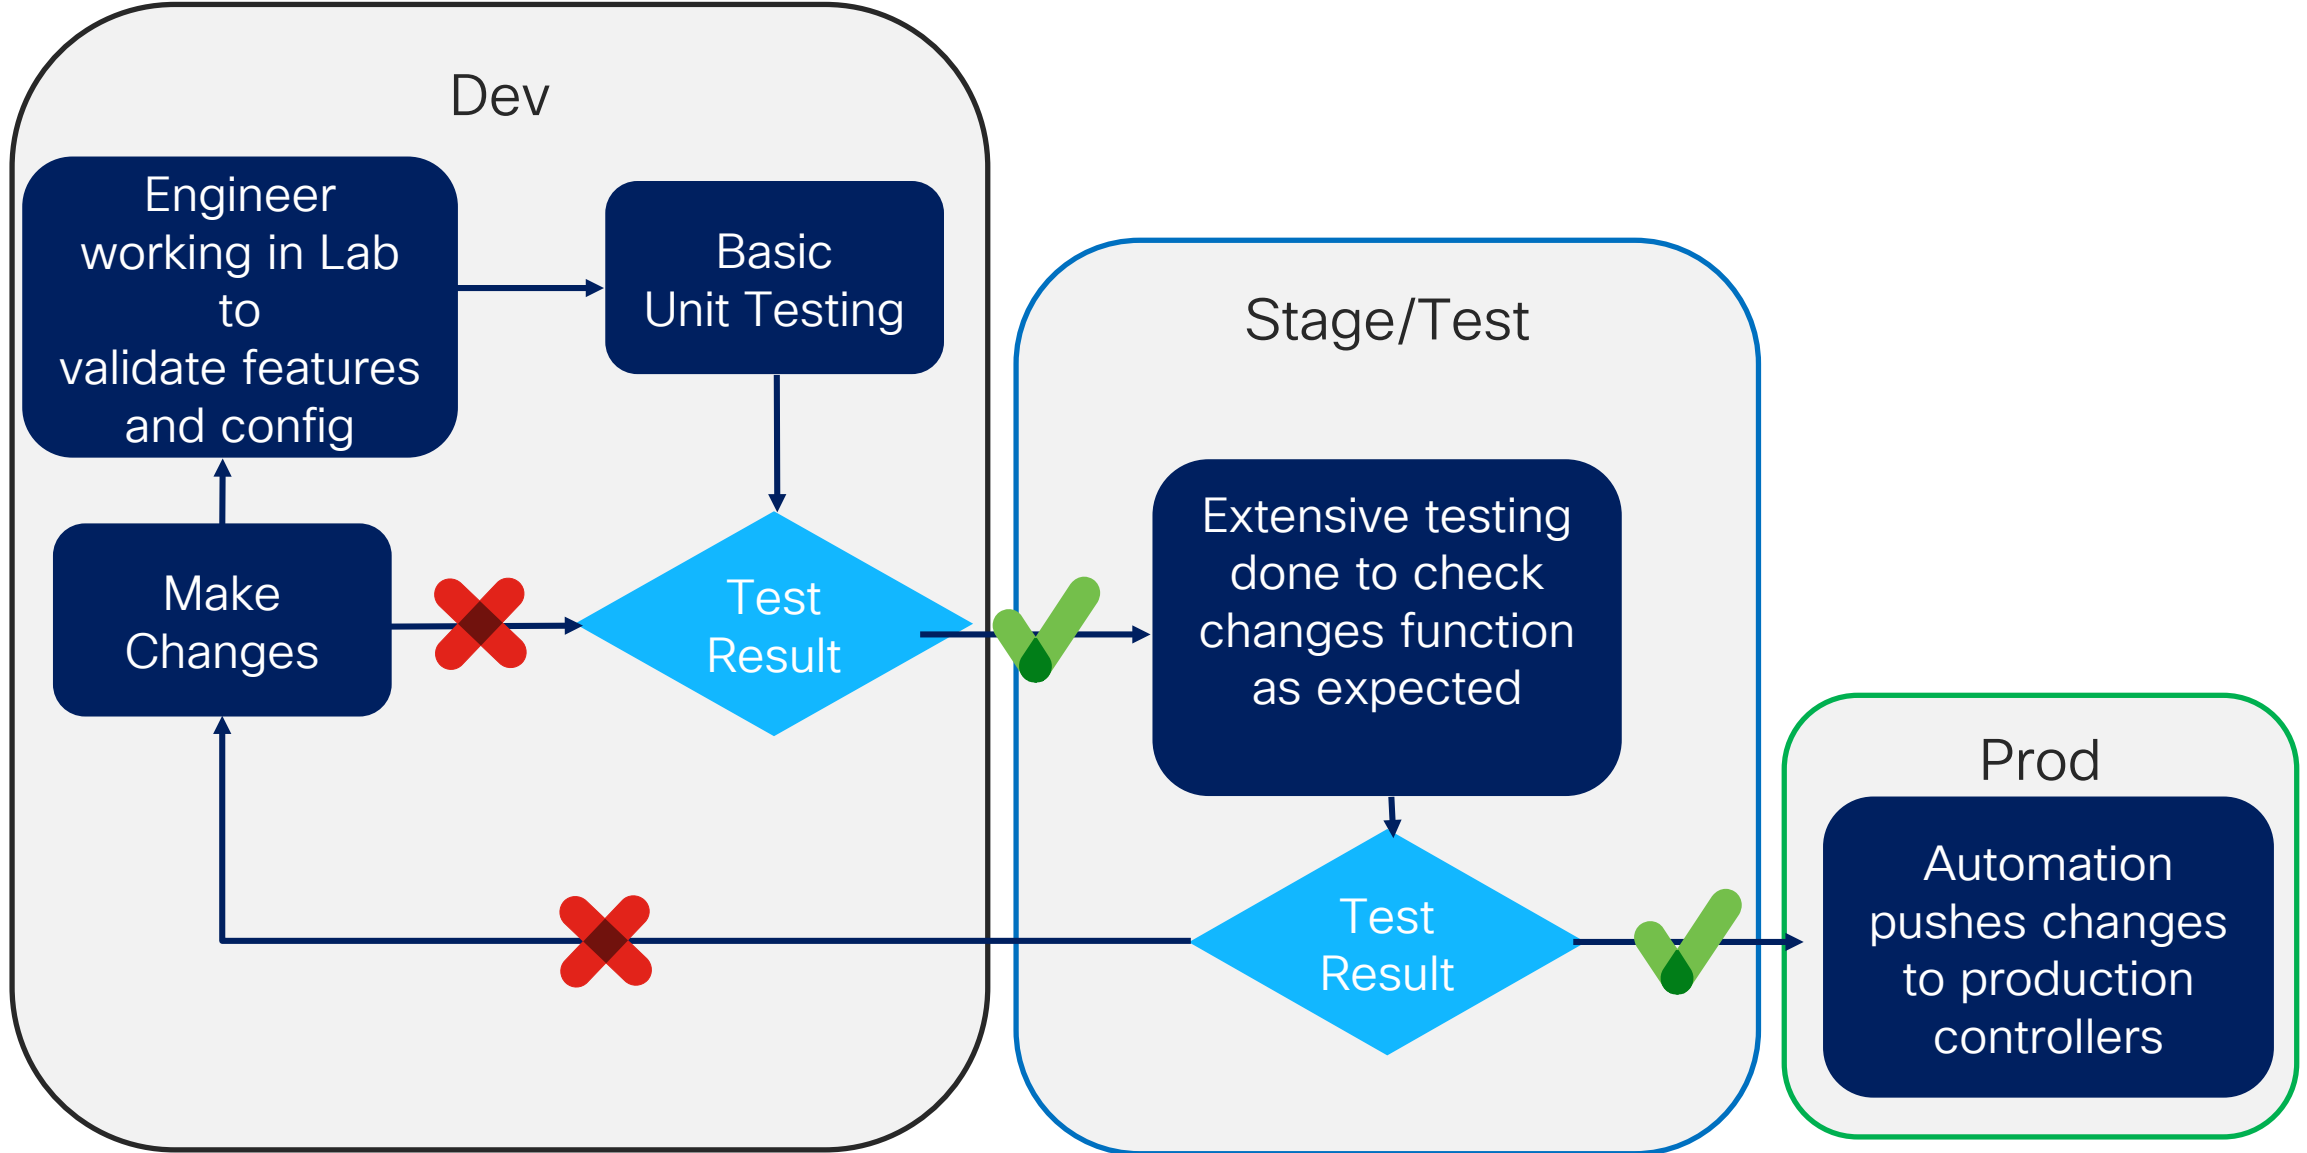 Dev
Engineer
working in Lab
to
validate features
and config
Basic
Unit Testing
Make
Changes
Test
Result
Stage/Test
Extensive testing
done to check
changes function
as expected
Test
Result
Prod
Automation
pushes changes
to production
controllers